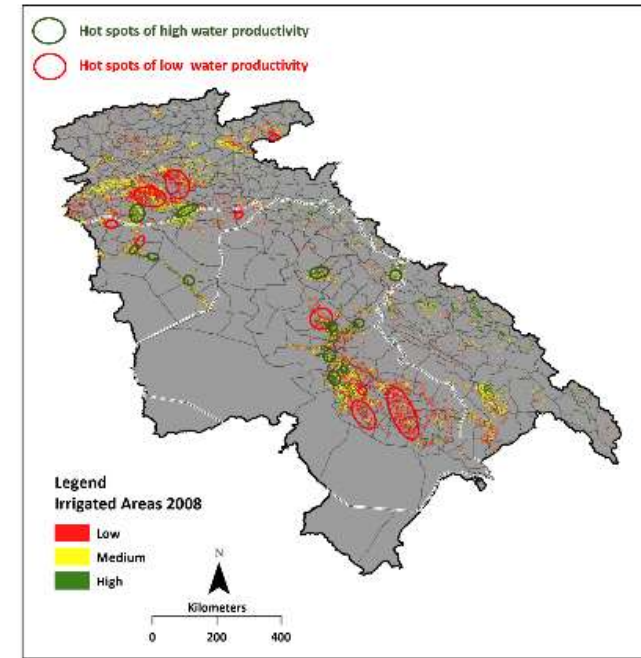 Hot spots of high water productivity
Hot spots of low water productivity
Legend
Irrigated Areas 2008
Low
Medium
High
N
Kilometers
0 200 400